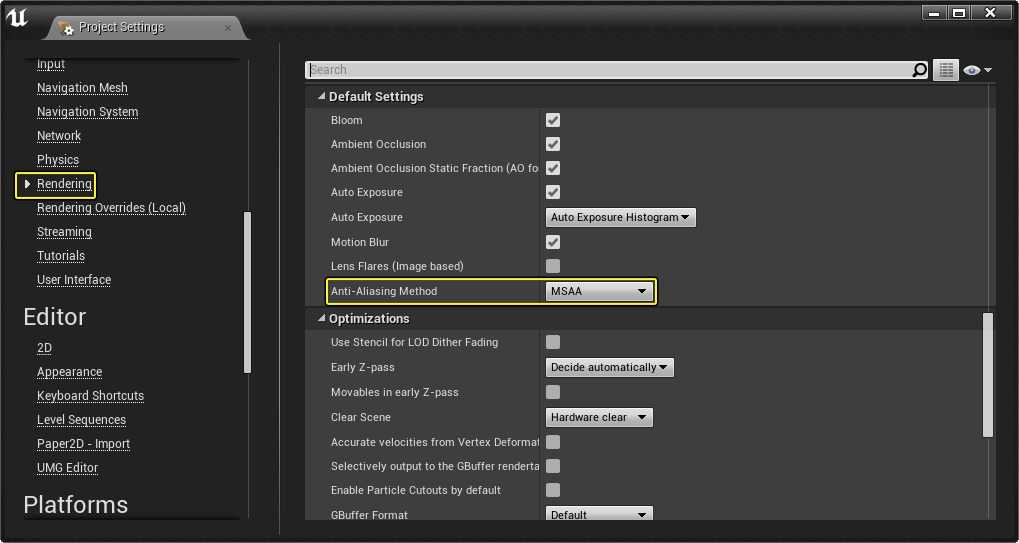 Project Settings
Input
Navigation Mesh
Navigation System
Network
Physics
Rendering
Rendering Overrides (Local)
Streaming
Tutorials
User Interface
Editor
2D
Appearance
Keyboard Shortcuts
Level Sequences
Paper2D - Import
UMG Editor
Platforms
Search
Default Settings
Bloom
Ambient Occlusion
Ambient Occlusion Static Fraction (AO fo
Auto Exposure
Auto Exposure Auto Exposure Histogram
Motion Blur
Lens Flares (Image based)
Anti-Aliasing Method MSAA
Optimizations
Use Stencil for LOD Dither Fading
Early Z-pass Decide automatically
Movables in early Z-pass
Clear Scene Hardware clear
Accurate velocities from Vertex Deformat
Selectively output to the GBuffer renderta
Enable Particle Cutouts by default
GBuffer Format Default